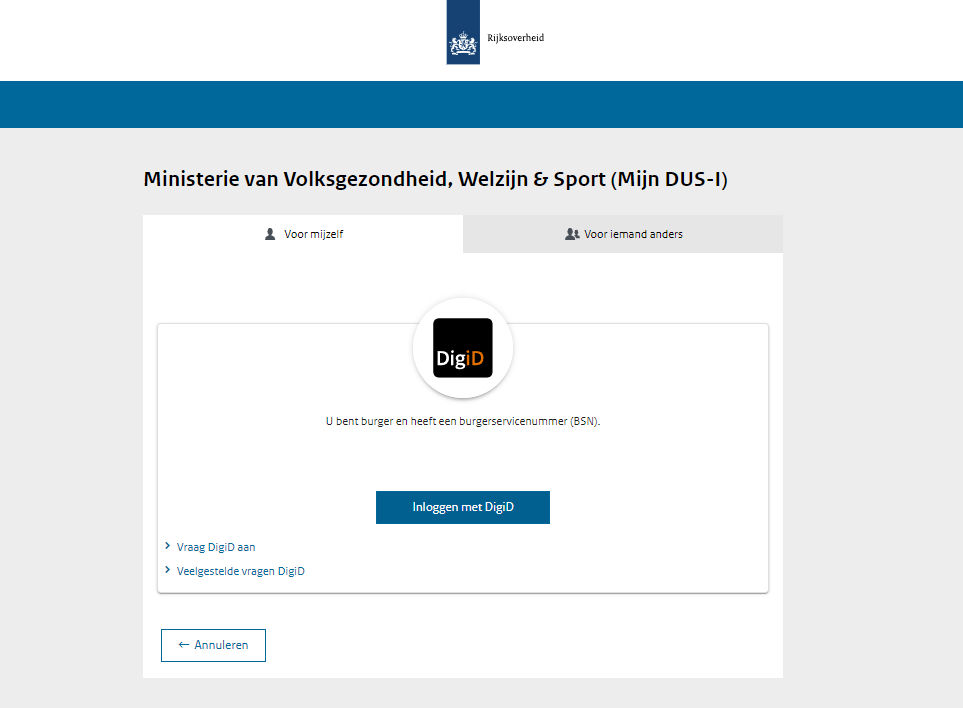 Rijksoverheid
Ministerie van Volksgezondheid, Welzijn & Sport (Mijn DUS-I)
Voor mijzelf
Voor iemand anders
DigiD
U bent burger en heeft een burgerservicenummer (BSN).
Inloggen met DigiD
Vraag DigiD aan
Veelgestelde vragen DigiD
← Annuleren